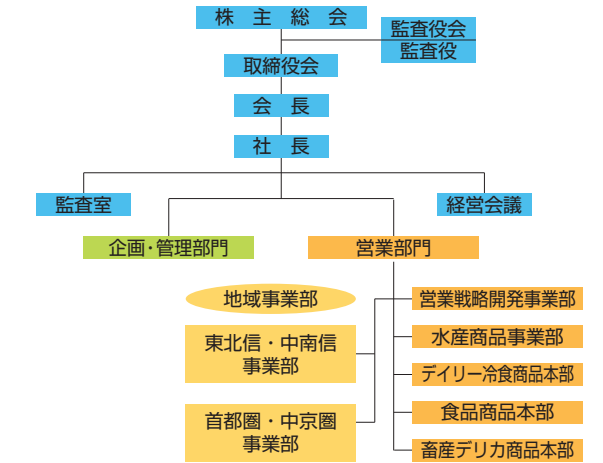 株主総会
監査役会
監査役
取締役会
会長
社長
監査室
経営会議
企画・管理部門
営業部門
地域事業部
営業戦略開発事業部
東北信・中南信
事業部
水産商品事業部
デイリー冷食商品本部
首都圏・中京圏
事業部
食品商品本部
畜産デリカ商品本部